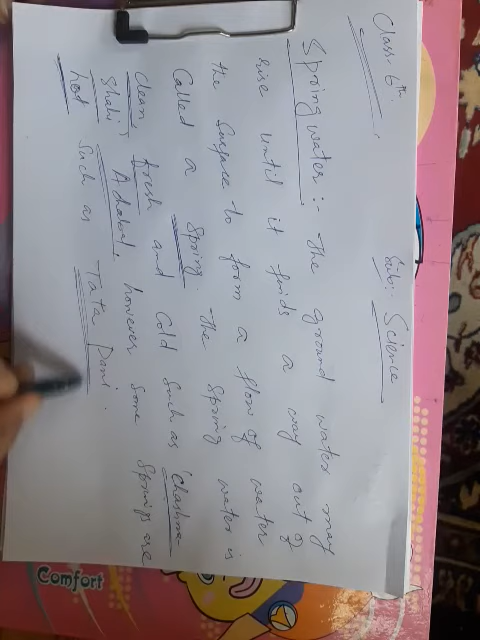 Class- 6th.
Sub: Science
Spring water :- The ground water may
rise until it finds a way out of
the surface to form a flow of water
Called a Spring. The Spring water is
clean, fresh and Cold Such as 'Chashma
Shahi', Achabal, however Some Springs are
hot Such as Tata Pani.
Comfort